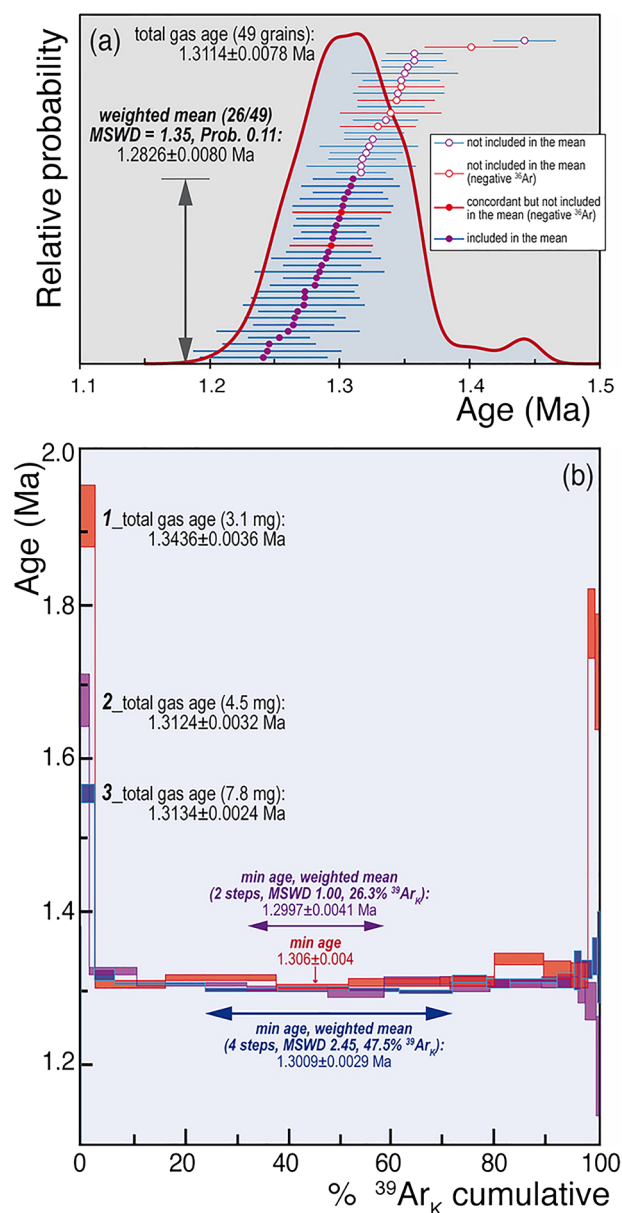 (a)
total gas age (49 grains):
1.3114±0.0078 Ma
weighted mean (26/49)
MSWD = 1.35, Prob. 0.11:
1.2826±0.0080 Ma
Relative probability
not included in the mean
not included in the mean
(negative ³⁶Ar)
concordant but not included
in the mean (negative ³⁶Ar)
included in the mean
1.1 1.2 1.3 1.4 1.5
Age (Ma)
(b)
Age (Ma)
2.0
1.8
1.6
1.4
1.2
1_total gas age (3.1 mg):
1.3436±0.0036 Ma
2_total gas age (4.5 mg):
1.3124±0.0032 Ma
3_total gas age (7.8 mg):
1.3134±0.0024 Ma
min age, weighted mean
(2 steps, MSWD 1.00, 26.3% ³⁹Ar_K):
1.2997±0.0041 Ma
min age
1.306±0.004
min age, weighted mean
(4 steps, MSWD 2.45, 47.5% ³⁹Ar_K):
1.3009±0.0029 Ma
0 20 40 60 80 100
% ³⁹Ar_K cumulative